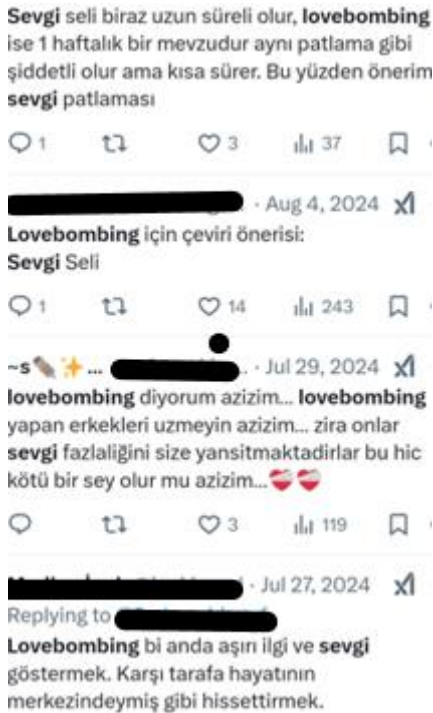 Sevgi seli biraz uzun süreli olur, lovebombing
ise 1 haftalık bir mevzudur aynı patlama gibi
şiddetli olur ama kısa sürer. Bu yüzden önerim
sevgi patlaması
1 3 37
· Aug 4, 2024
Lovebombing için çeviri önerisi:
Sevgi Seli
1 14 243
~s ... · Jul 29, 2024
lovebombing diyorum azizim... lovebombing
yapan erkekleri uzmeyin azizim... zira onlar
sevgi fazlaliğini size yansitmaktadirlar bu hic
kötü bir sey olur mu azizim...
3 119
· Jul 27, 2024
Replying to
Lovebombing bi anda aşırı ilgi ve sevgi
göstermek. Karşı tarafa hayatının
merkezindeymiş gibi hissettirmek.